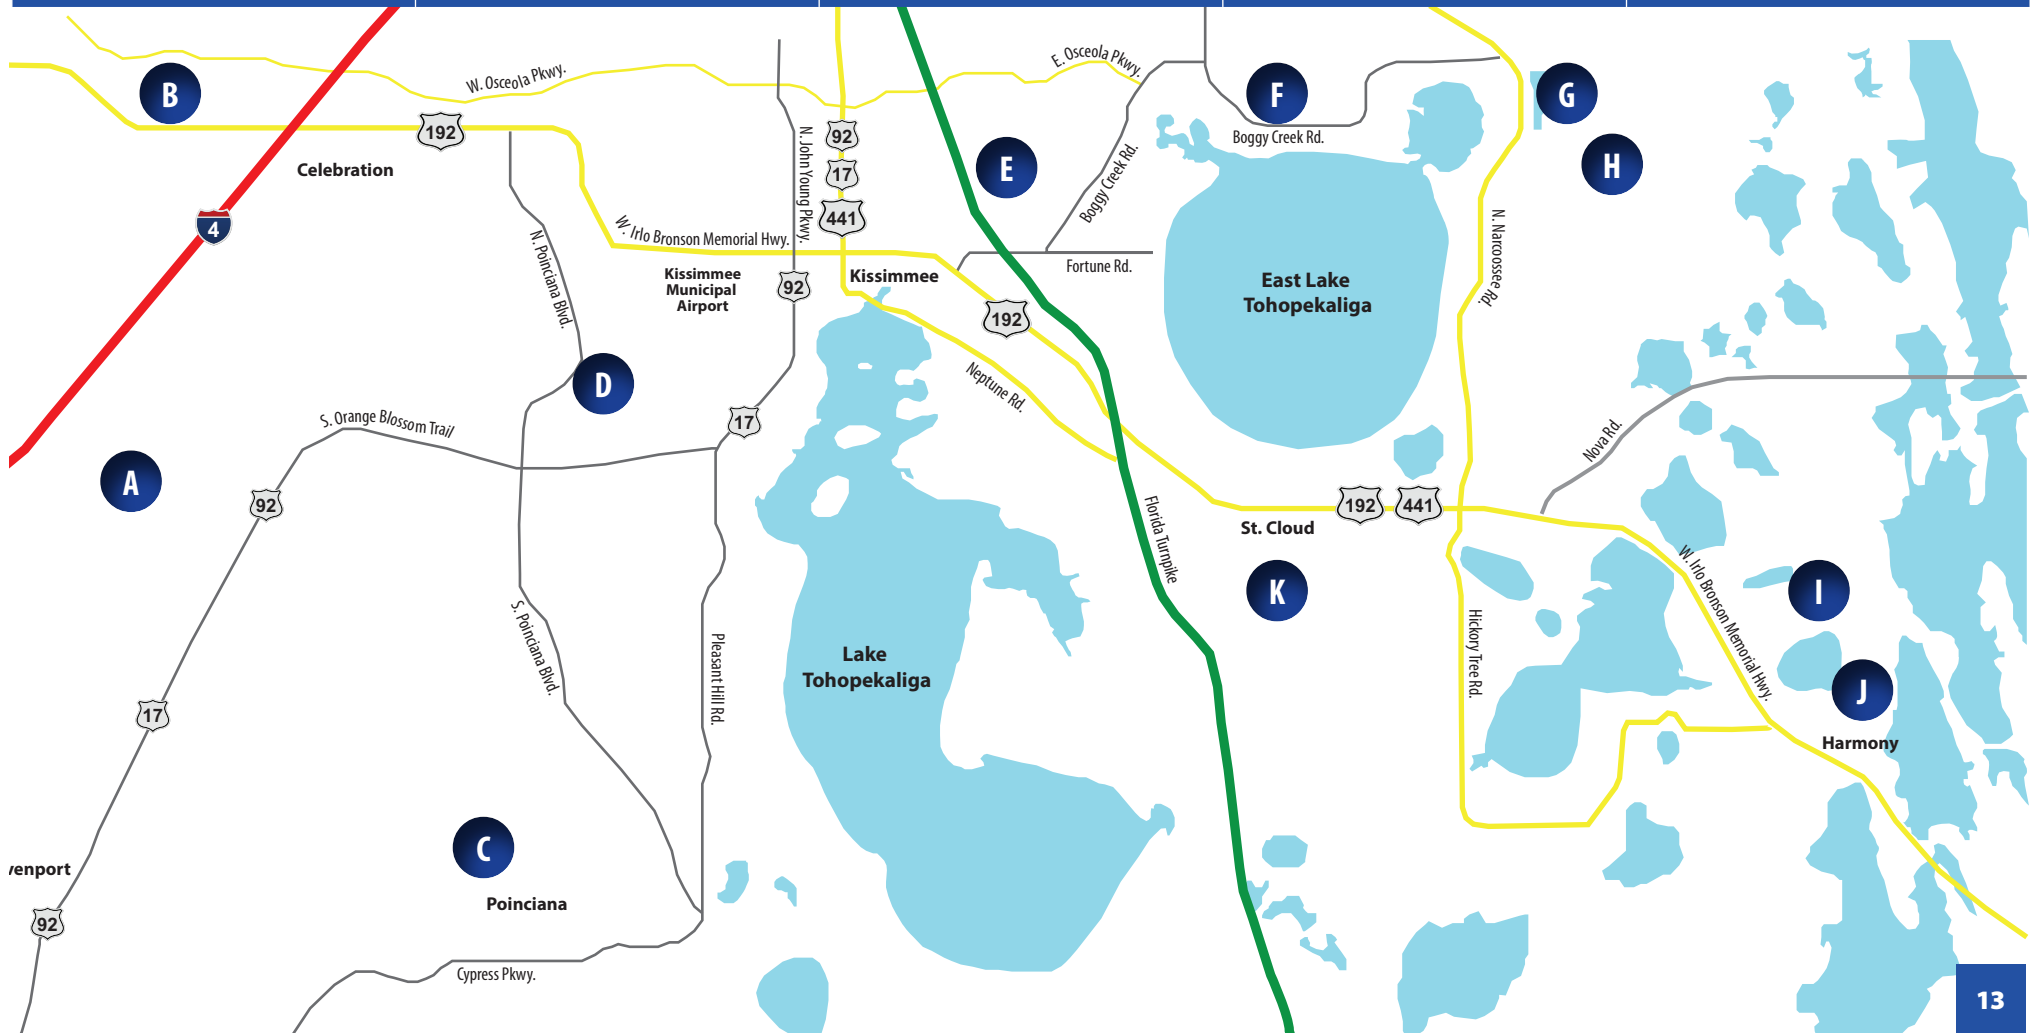 W. Osceola Pkwy.
E. Osceola Pkwy.
B
F
G
192
92
Boggy Creek Rd.
Celebration
N. John Young Pkwy.
17
E
Boggy Creek Rd.
H
4
441
N. Poinciana Blvd.
W. Irlo Bronson Memorial Hwy.
N. Narcoossee Rd.
Kissimmee
Municipal
Airport
92
Kissimmee
Fortune Rd.
East Lake
Tohopekaliga
192
D
Neptune Rd.
S. Orange Blossom Trail
17
Nova Rd.
A
92
Florida Turnpike
192
441
St. Cloud
W. Irlo Bronson Memorial Hwy.
K
I
S. Poinciana Blvd.
Pleasant Hill Rd.
Lake
Tohopekaliga
Hickory Tree Rd.
J
17
Harmony
C
venport
Poinciana
92
Cypress Pkwy.
13